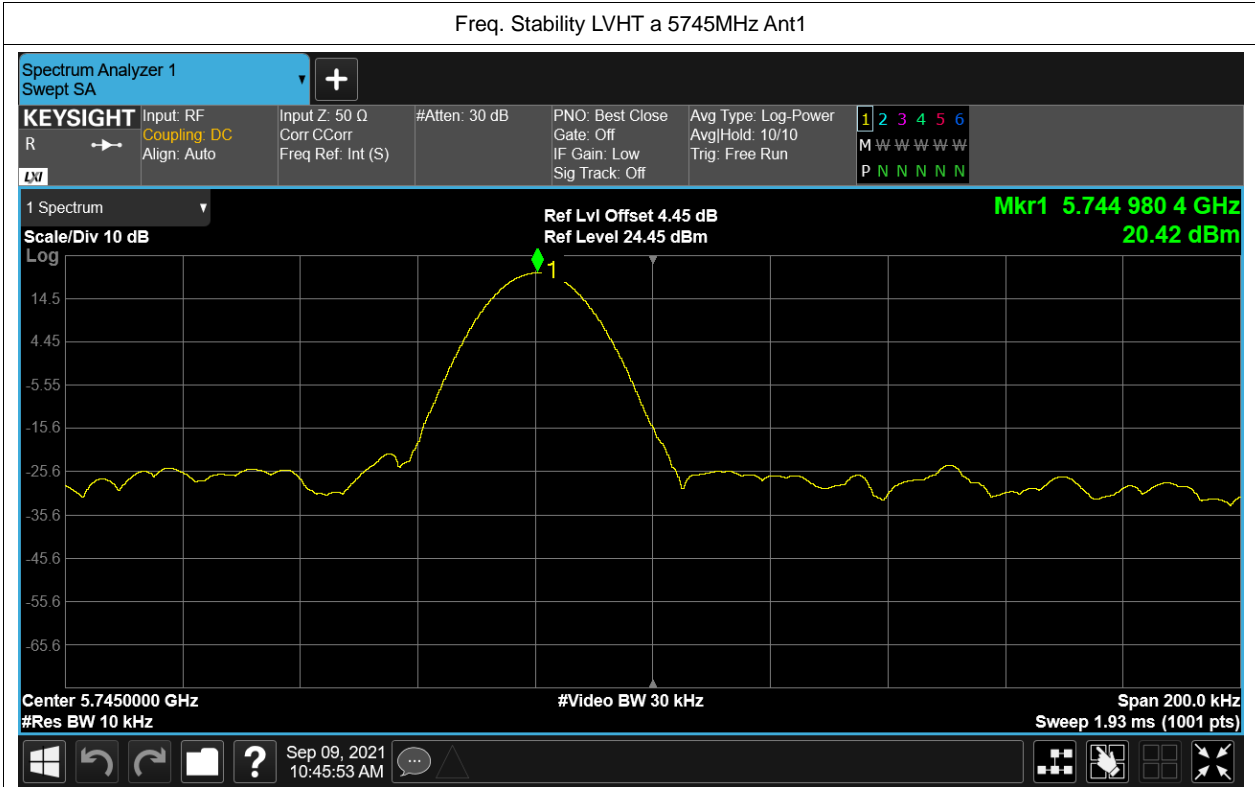 Freq. Stability LVHT a 5745MHz Ant1
Spectrum Analyzer 1
Swept SA
KEYSIGHT
R
LXI
Input: RF
Coupling: DC
Align: Auto
Input Z: 50 Ω
Corr CCorr
Freq Ref: Int (S)
#Atten: 30 dB
PNO: Best Close
Gate: Off
IF Gain: Low
Sig Track: Off
Avg Type: Log-Power
Avg|Hold: 10/10
Trig: Free Run
1 2 3 4 5 6
M W W W W W
P N N N N N
1 Spectrum
Scale/Div 10 dB
Log
Ref Lvl Offset 4.45 dB
Ref Level 24.45 dBm
Mkr1 5.744 980 4 GHz
20.42 dBm
1
14.5
4.45
-5.55
-15.6
-25.6
-35.6
-45.6
-55.6
-65.6
Center 5.7450000 GHz
#Res BW 10 kHz
#Video BW 30 kHz
Span 200.0 kHz
Sweep 1.93 ms (1001 pts)
?
Sep 09, 2021
10:45:53 AM